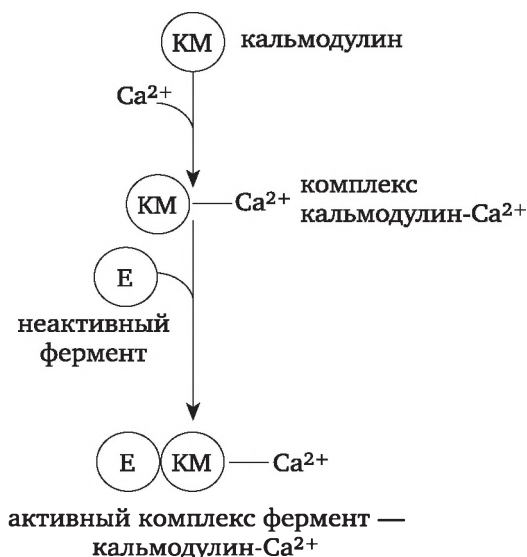 КМ кальмодулин
Ca²⁺
КМ Ca²⁺ комплекс
кальмодулин-Ca²⁺
Е
неактивный
фермент
Е КМ Ca²⁺
активный комплекс фермент —
кальмодулин-Ca²⁺